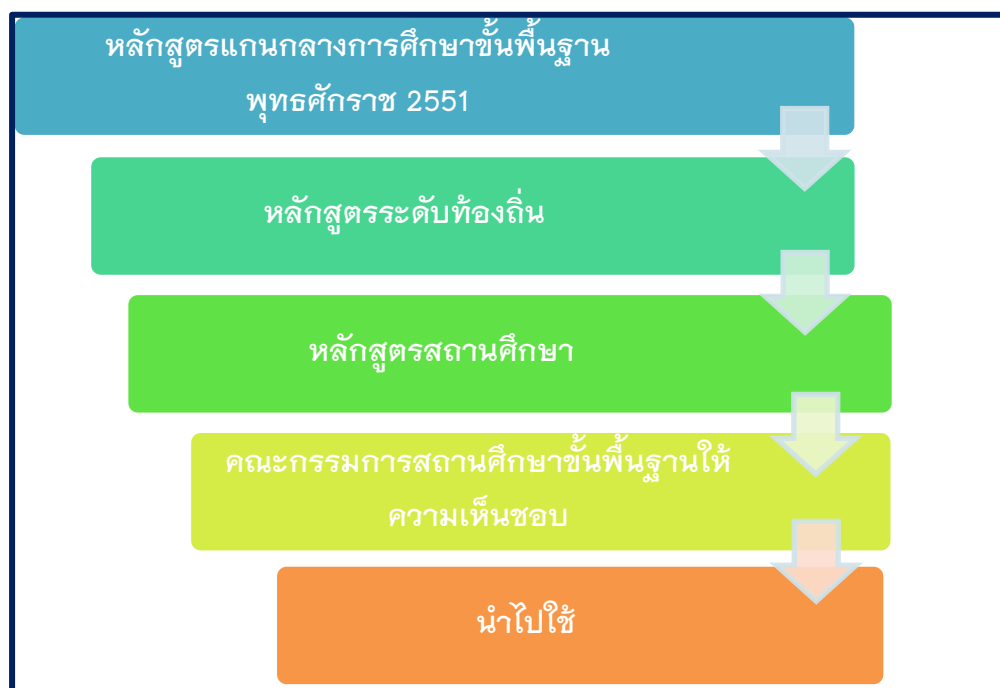 หลักสูตรแกนกลางการศึกษาขั้นพื้นฐาน
พุทธศักราช 2551
หลักสูตรระดับท้องถิ่น
หลักสูตรสถานศึกษา
คณะกรรมการสถานศึกษาขั้นพื้นฐานให้
ความเห็นชอบ
นำไปใช้